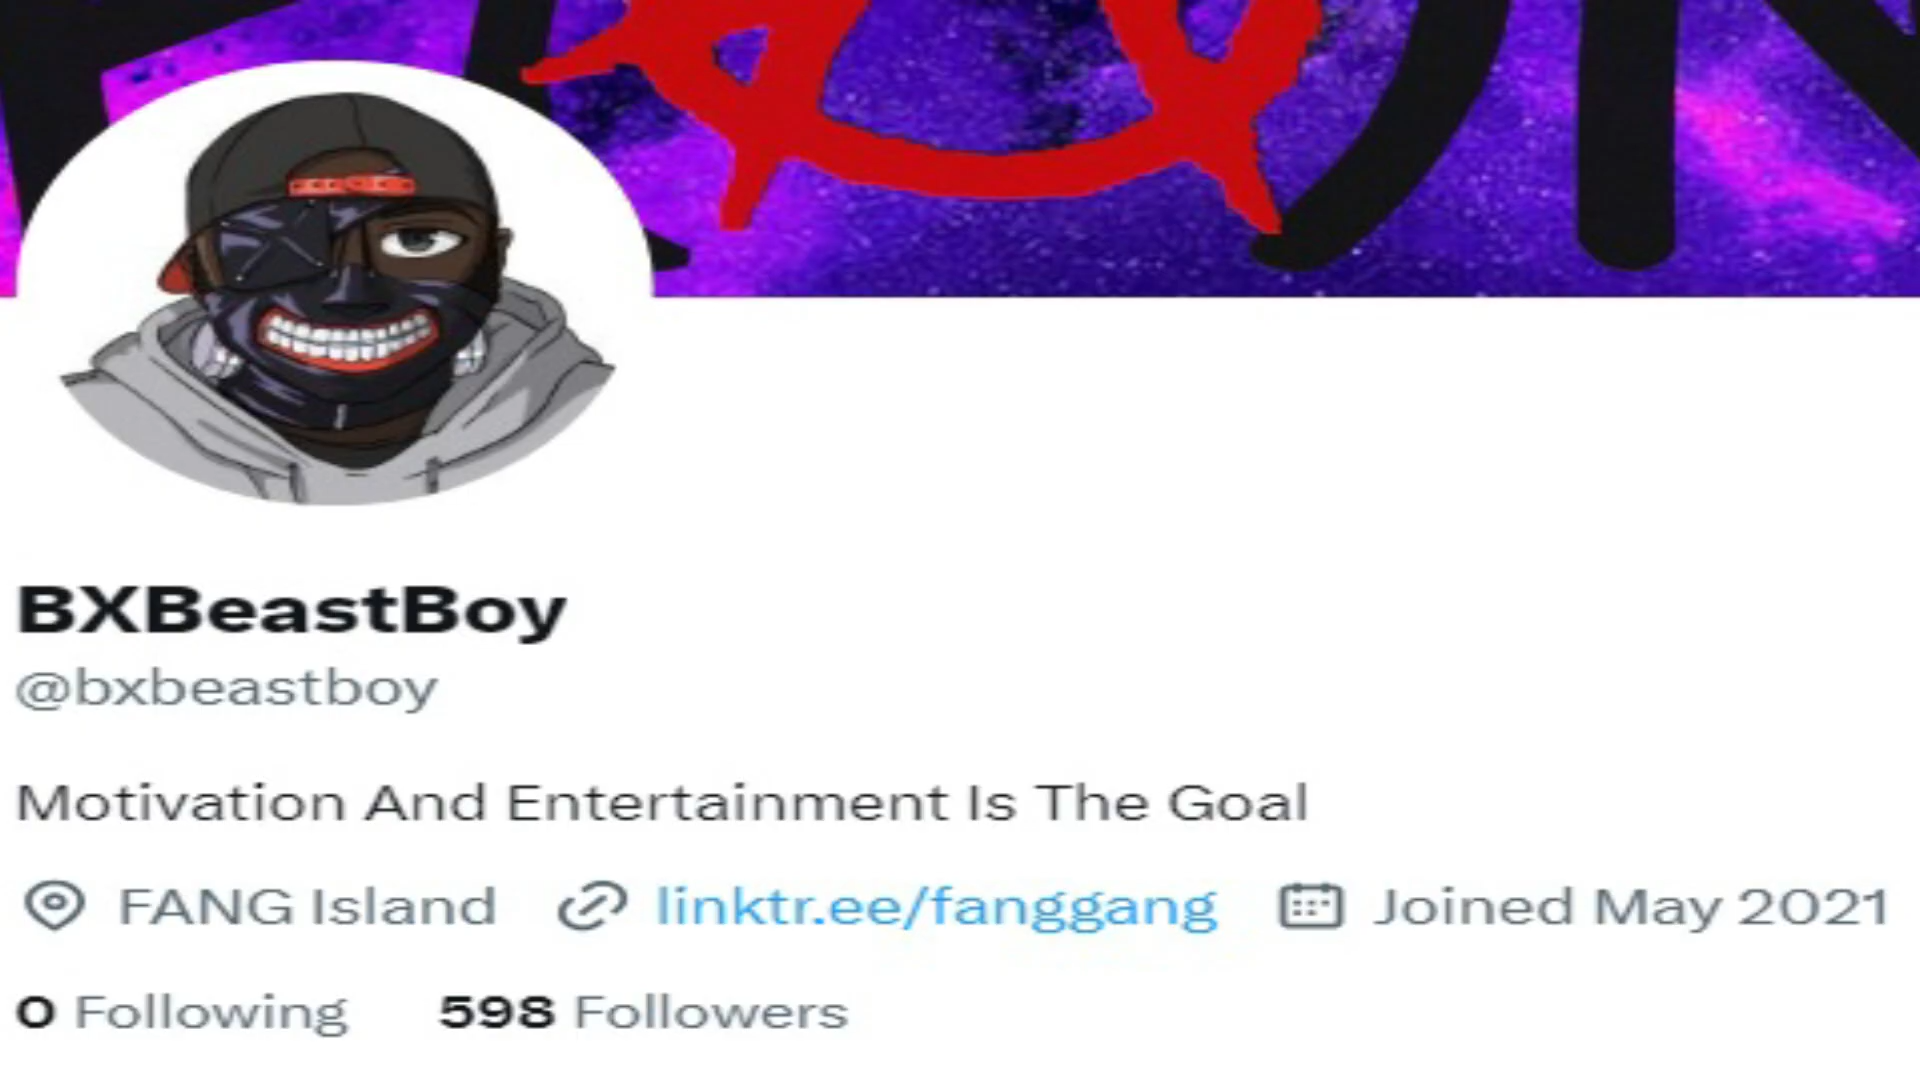 BXBeastBoy
@bxbeastboy
Motivation And Entertainment Is The Goal
FANG Island linktr.ee/fanggang Joined May 2021
0 Following 598 Followers